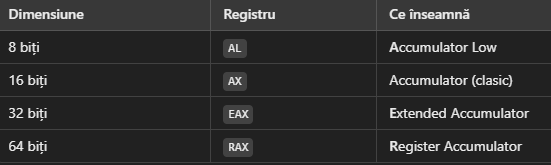 Dimensiune Registru Ce înseamnă
8 biți AL Accumulator Low
16 biți AX Accumulator (clasic)
32 biți EAX Extended Accumulator
64 biți RAX Register Accumulator